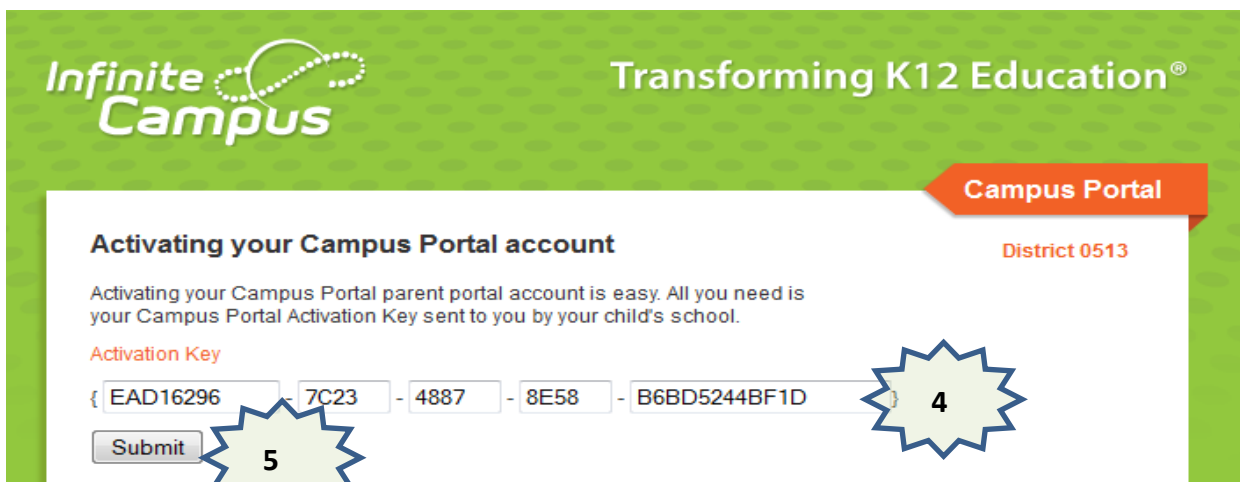 Infinite
Campus
Transforming K12 Education®
Campus Portal
Activating your Campus Portal account
District 0513
Activating your Campus Portal parent portal account is easy. All you need is
your Campus Portal Activation Key sent to you by your child's school.
Activation Key
{ EAD16296 - 7C23 - 4887 - 8E58 - B6BD5244BF1D }
4
Submit
5